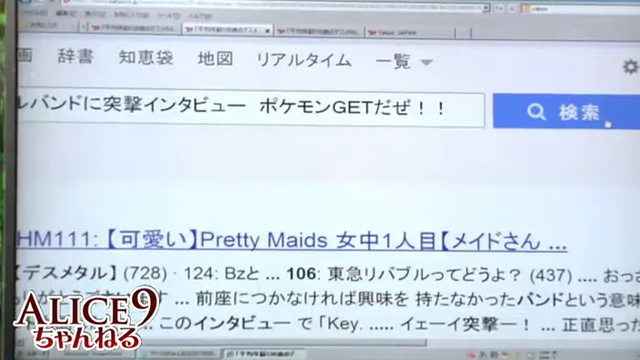 画 辞書 知恵袋 地図 リアルタイム 一覧
レバンドに突撃インタビュー ポケモンGETだぜ！！
検索
HM111:【可愛い】Pretty Maids 女中1人目【メイドさん ...
【デスメタル】 (728) · 124: Bzと ... 106: 東急リバブルってどうよ？ (437) .... おっさ
... 前座につかなければ興味を 持たなかったバンドという意味
... このインタビュー で「Key. ..... イェーイ突撃ー！ ... 正直思った
ALICE9
ちゃんねる